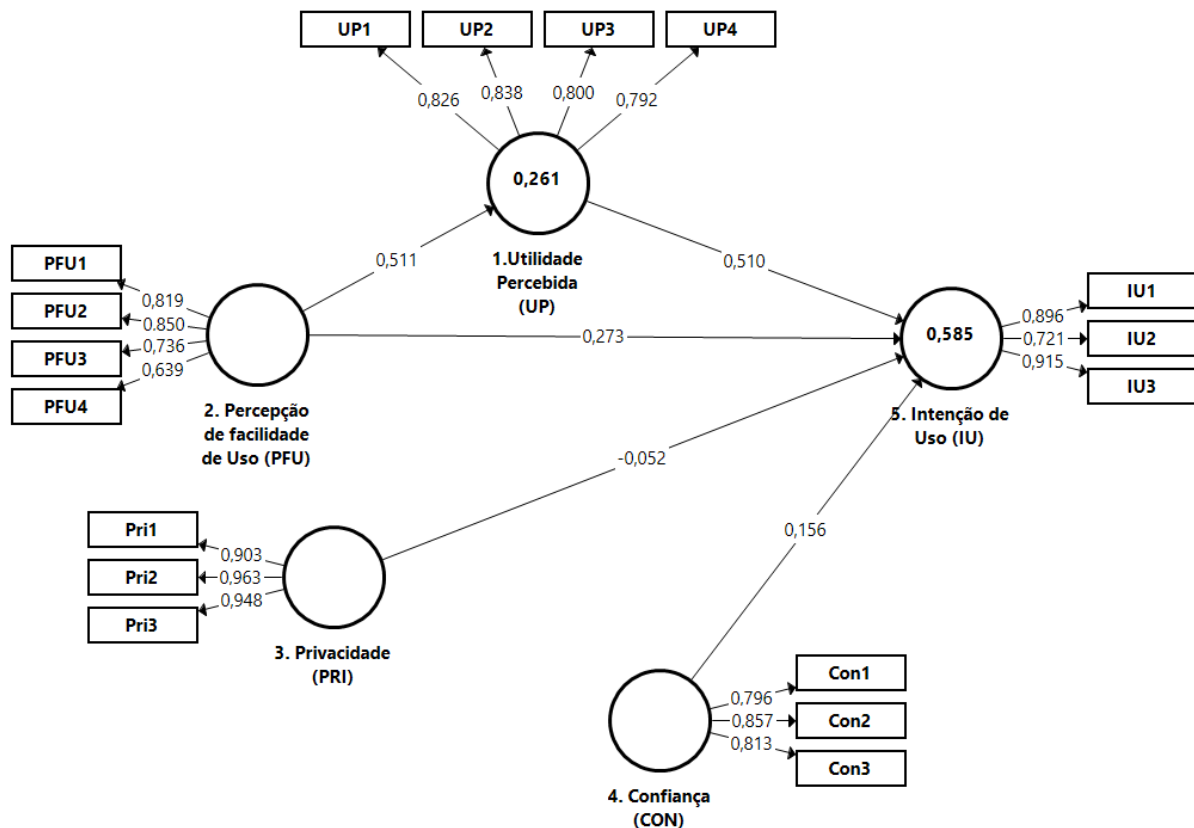 UP1
UP2
UP3
UP4
0,826
0,838
0,800
0,792
0,261
1.Utilidade
Percebida
(UP)
0,511
0,510
PFU1
PFU2
PFU3
PFU4
0,819
0,850
0,736
0,639
2. Percepção
de facilidade
de Uso (PFU)
0,273
0,585
5. Intenção de
Uso (IU)
0,896
0,721
0,915
IU1
IU2
IU3
-0,052
0,156
Pri1
Pri2
Pri3
0,903
0,963
0,948
3. Privacidade
(PRI)
0,796
0,857
0,813
Con1
Con2
Con3
4. Confiança
(CON)